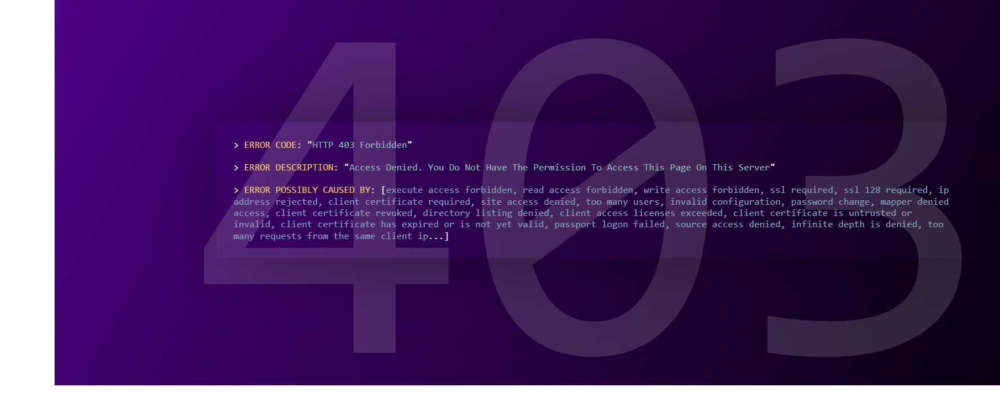 403
> ERROR CODE: "HTTP 403 Forbidden"
> ERROR DESCRIPTION: "Access Denied. You Do Not Have The Permission To Access This Page On This Server"
> ERROR POSSIBLY CAUSED BY: [execute access forbidden, read access forbidden, write access forbidden, ssl required, ssl 128 required, ip
address rejected, client certificate required, site access denied, too many users, invalid configuration, password change, mapper denied
access, client certificate revoked, directory listing denied, client access licenses exceeded, client certificate is untrusted or
invalid, client certificate has expired or is not yet valid, passport logon failed, source access denied, infinite depth is denied, too
many requests from the same client ip...]